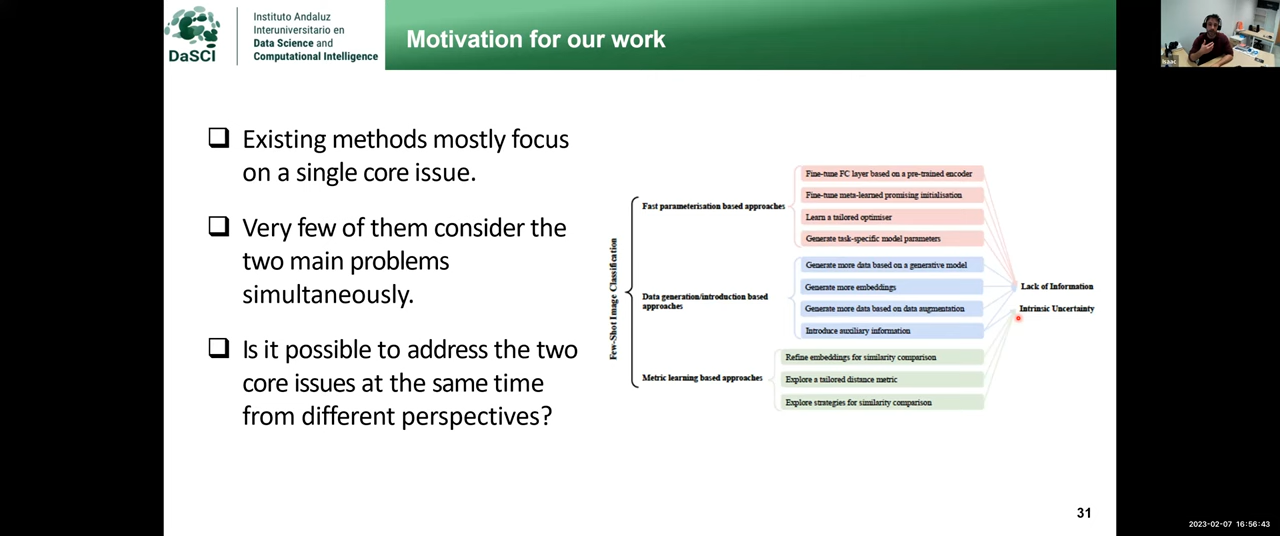 DaSCI
Instituto Andaluz
Interuniversitario en
Data Science and
Computational Intelligence
Motivation for our work
Isaac
❑ Existing methods mostly focus
on a single core issue.
❑ Very few of them consider the
two main problems
simultaneously.
❑ Is it possible to address the two
core issues at the same time
from different perspectives?
Few-Shot Image Classification
Fast parameterisation based approaches
Fine-tune FC layer based on a pre-trained encoder
Fine-tune meta-learned promising initialisation
Learn a tailored optimiser
Generate task-specific model parameters
Data generation/introduction based
approaches
Generate more data based on a generative model
Generate more embeddings
Generate more data based on data augmentation
Introduce auxiliary information
Metric learning based approaches
Refine embeddings for similarity comparison
Explore a tailored distance metric
Explore strategies for similarity comparison
Lack of Information
Intrinsic Uncertainty
31
2023-02-07 16:56:43